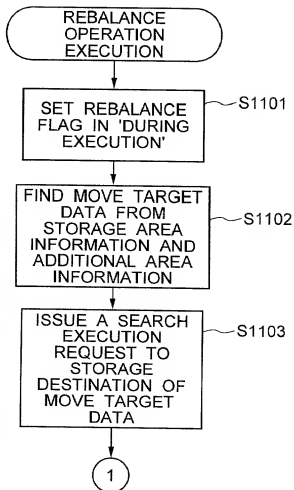 REBALANCE
OPERATION
EXECUTION
SET REBALANCE
FLAG IN 'DURING
EXECUTION'
S1101
FIND MOVE TARGET
DATA FROM
STORAGE AREA
INFORMATION AND
ADDITIONAL AREA
INFORMATION
S1102
ISSUE A SEARCH
EXECUTION
REQUEST TO
STORAGE
DESTINATION OF
MOVE TARGET
DATA
S1103
1